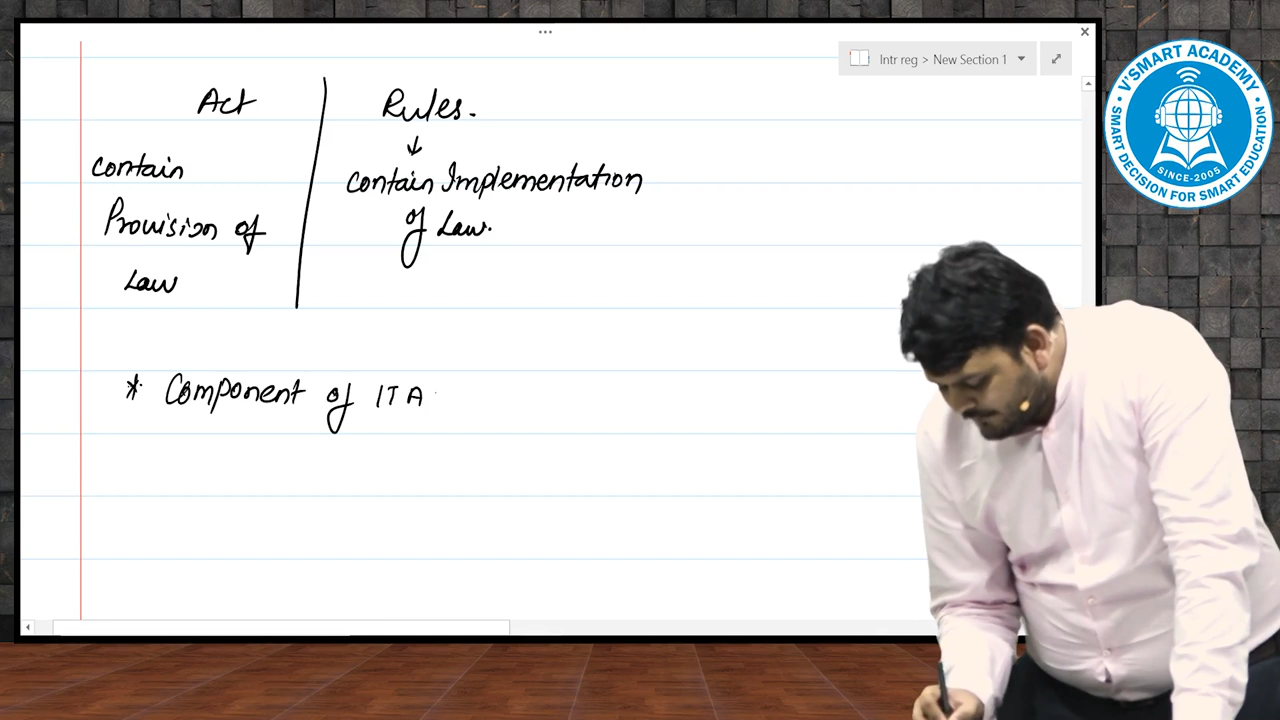 Intr reg > New Section 1
Act
Rules.
contain
contain Implementation
Provision of
of Law.
Law
* Component of ITA
V'SMART ACADEMY
SINCE-2005
SMART DECISION FOR SMART EDUCATION